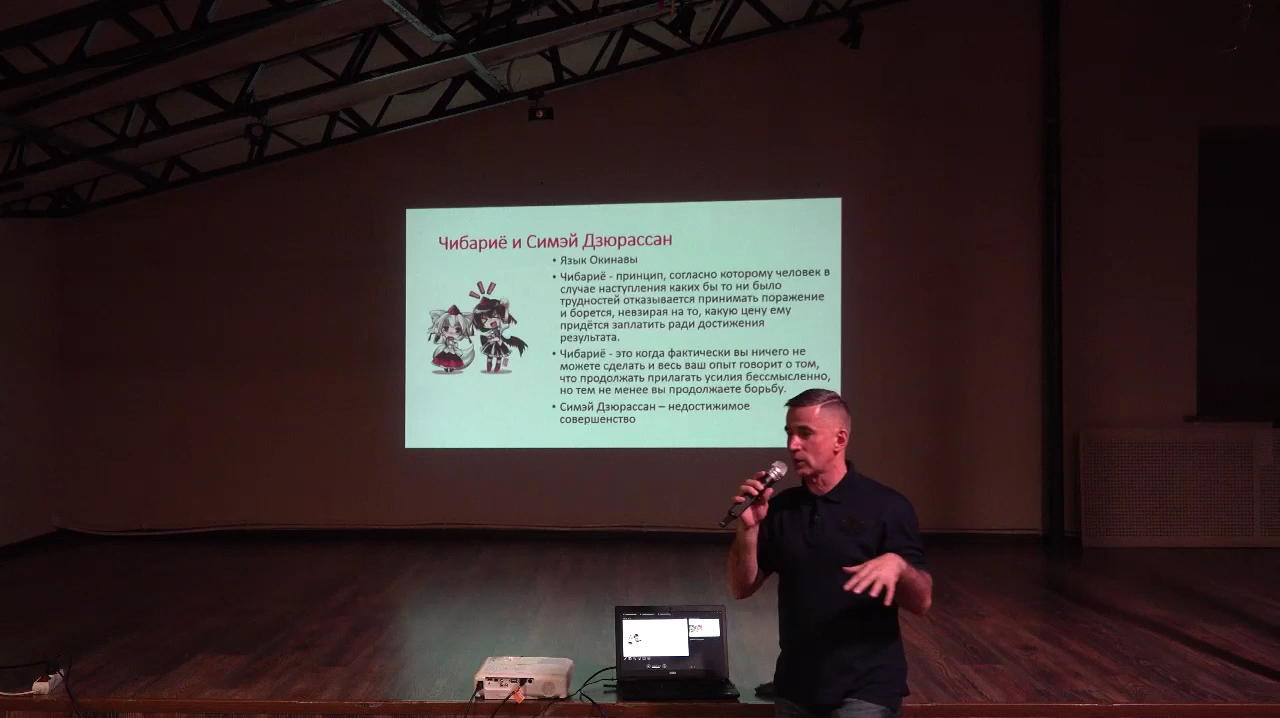 Чибариё и Симэй Дзюрассан
• Язык Окинавы
• Чибариё - принцип, согласно которому человек в
случае наступления каких бы то ни было
трудностей отказывается принимать поражение
и борется, невзирая на то, какую цену ему
придётся заплатить ради достижения
результата.
• Чибариё - это когда фактически вы ничего не
можете сделать и весь ваш опыт говорит о том,
что продолжать прилагать усилия бессмысленно,
но тем не менее вы продолжаете борьбу.
• Симэй Дзюрассан – недостижимое
совершенство